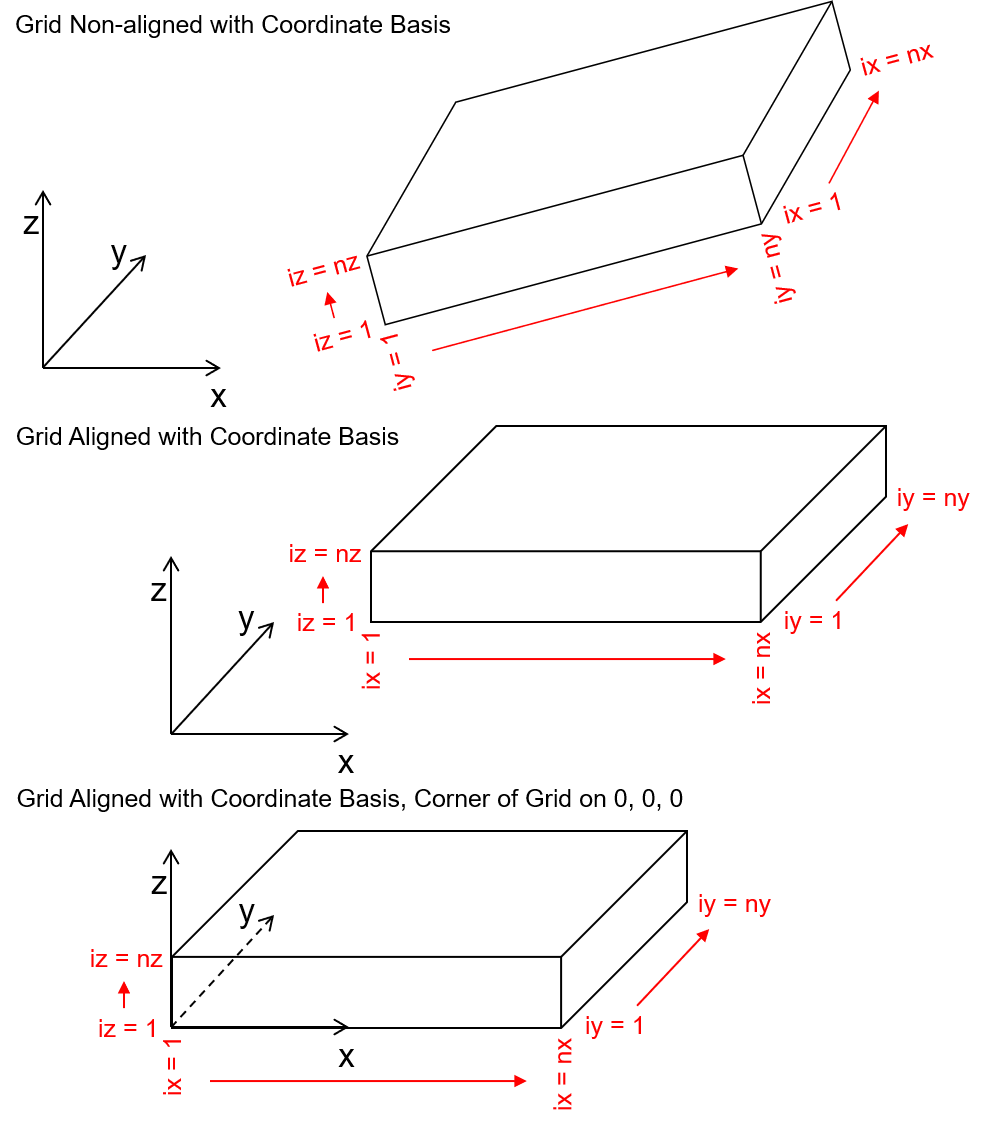 Grid Non-aligned with Coordinate Basis
ix = nx
z
y
ix = 1
iz = nz
iy = ny
iz = 1
iy = 1
x
Grid Aligned with Coordinate Basis
iy = ny
iz = nz
z
y
iz = 1
iy = 1
ix = 1
ix = nx
x
Grid Aligned with Coordinate Basis, Corner of Grid on 0, 0, 0
z
iy = ny
y
iz = nz
iz = 1
iy = 1
x
ix = 1
ix = nx